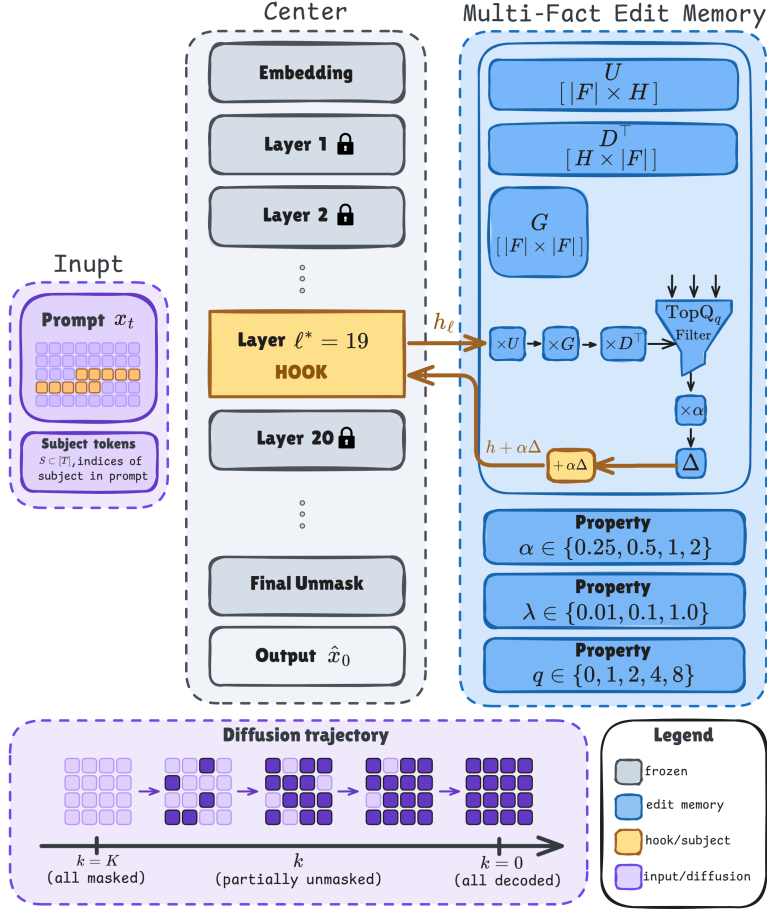 Center
Multi-Fact Edit Memory
Embedding
Layer 1
Layer 2
Layer ℓ* = 19
HOOK
Layer 20
Final Unmask
Output x̂₀
Inupt
Prompt xₜ
Subject tokens
S ⊂ [T], indices of
subject in prompt
U
[ |F| × H ]
D⊤
[ H × |F| ]
G
[ |F| × |F| ]
hℓ
×U
×G
×D⊤
TopQ_q
Filter
×α
Δ
+αΔ
h + αΔ
Property
α ∈ {0.25, 0.5, 1, 2}
Property
λ ∈ {0.01, 0.1, 1.0}
Property
q ∈ {0, 1, 2, 4, 8}
Diffusion trajectory
k = K
(all masked)
k
(partially unmasked)
k = 0
(all decoded)
Legend
frozen
edit memory
hook/subject
input/diffusion